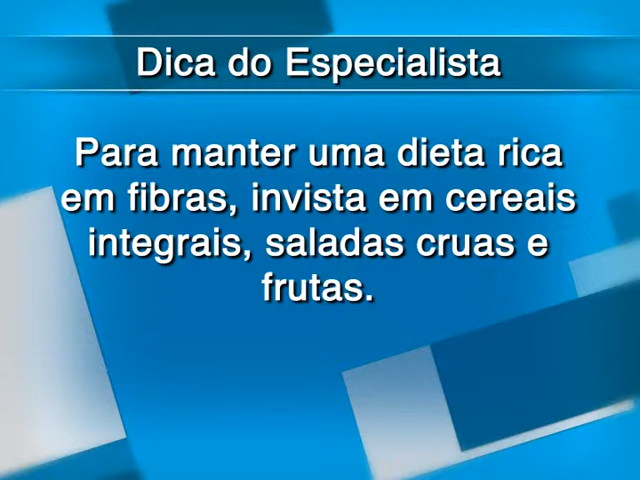 Dica do Especialista
Para manter uma dieta rica
em fibras, invista em cereais
integrais, saladas cruas e
frutas.